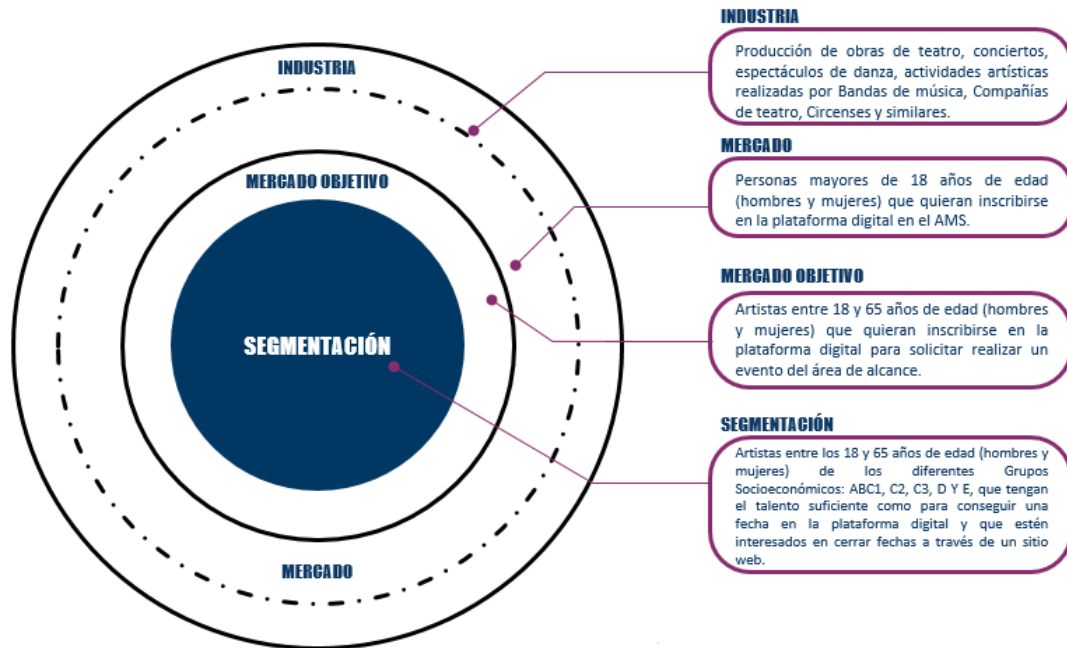 INDUSTRIA
MERCADO OBJETIVO
SEGMENTACIÓN
MERCADO
INDUSTRIA
Producción de obras de teatro, conciertos,
espectáculos de danza, actividades artísticas
realizadas por Bandas de música, Compañías
de teatro, Circenses y similares.
MERCADO
Personas mayores de 18 años de edad
(hombres y mujeres) que quieran inscribirse
en la plataforma digital en el AMS.
MERCADO OBJETIVO
Artistas entre 18 y 65 años de edad (hombres
y mujeres) que quieran inscribirse en la
plataforma digital para solicitar realizar un
evento del área de alcance.
SEGMENTACIÓN
Artistas entre los 18 y 65 años de edad (hombres y
mujeres) de los diferentes Grupos
Socioeconómicos: ABC1, C2, C3, D Y E, que tengan
el talento suficiente como para conseguir una
fecha en la plataforma digital y que estén
interesados en cerrar fechas a través de un sitio
web.